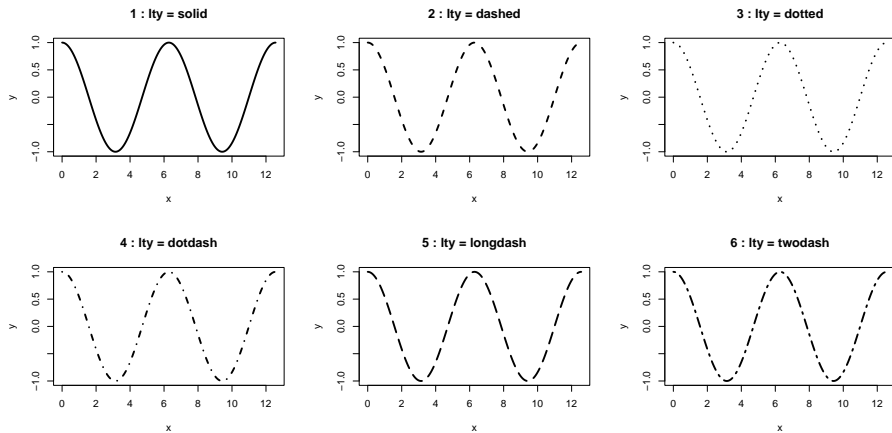 1 : lty = solid
y
1.0
0.5
0.0
−1.0
0 2 4 6 8 10 12
x
2 : lty = dashed
y
1.0
0.5
0.0
−1.0
0 2 4 6 8 10 12
x
3 : lty = dotted
y
1.0
0.5
0.0
−1.0
0 2 4 6 8 10 12
x
4 : lty = dotdash
y
1.0
0.5
0.0
−1.0
0 2 4 6 8 10 12
x
5 : lty = longdash
y
1.0
0.5
0.0
−1.0
0 2 4 6 8 10 12
x
6 : lty = twodash
y
1.0
0.5
0.0
−1.0
0 2 4 6 8 10 12
x